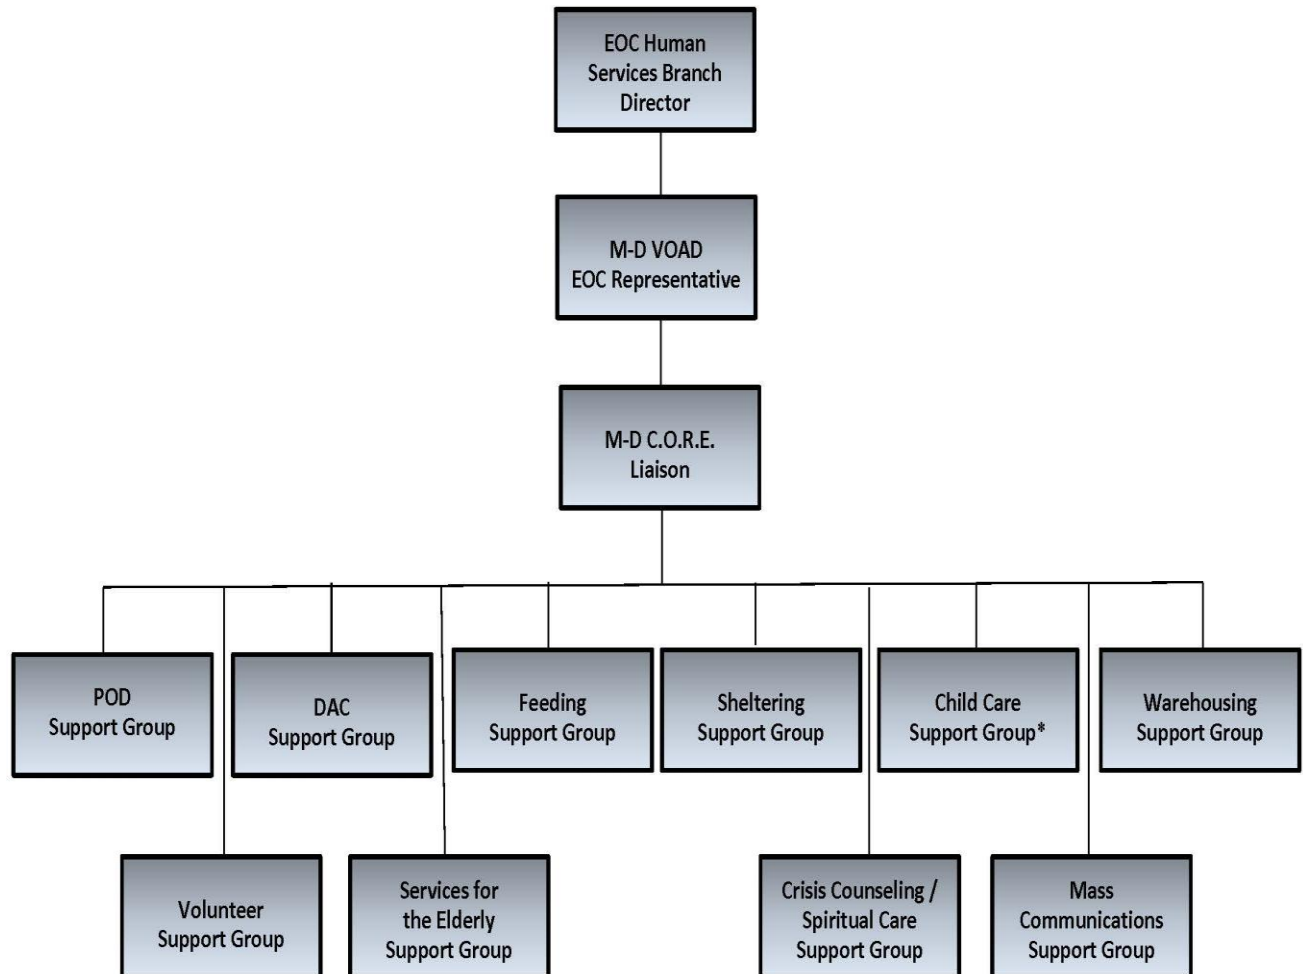 EOC Human
Services Branch
Director
M-D VOAD
EOC Representative
M-D C.O.R.E.
Liaison
POD
Support Group
DAC
Support Group
Feeding
Support Group
Sheltering
Support Group
Child Care
Support Group*
Warehousing
Support Group
Volunteer
Support Group
Services for
the Elderly
Support Group
Crisis Counseling /
Spiritual Care
Support Group
Mass
Communications
Support Group